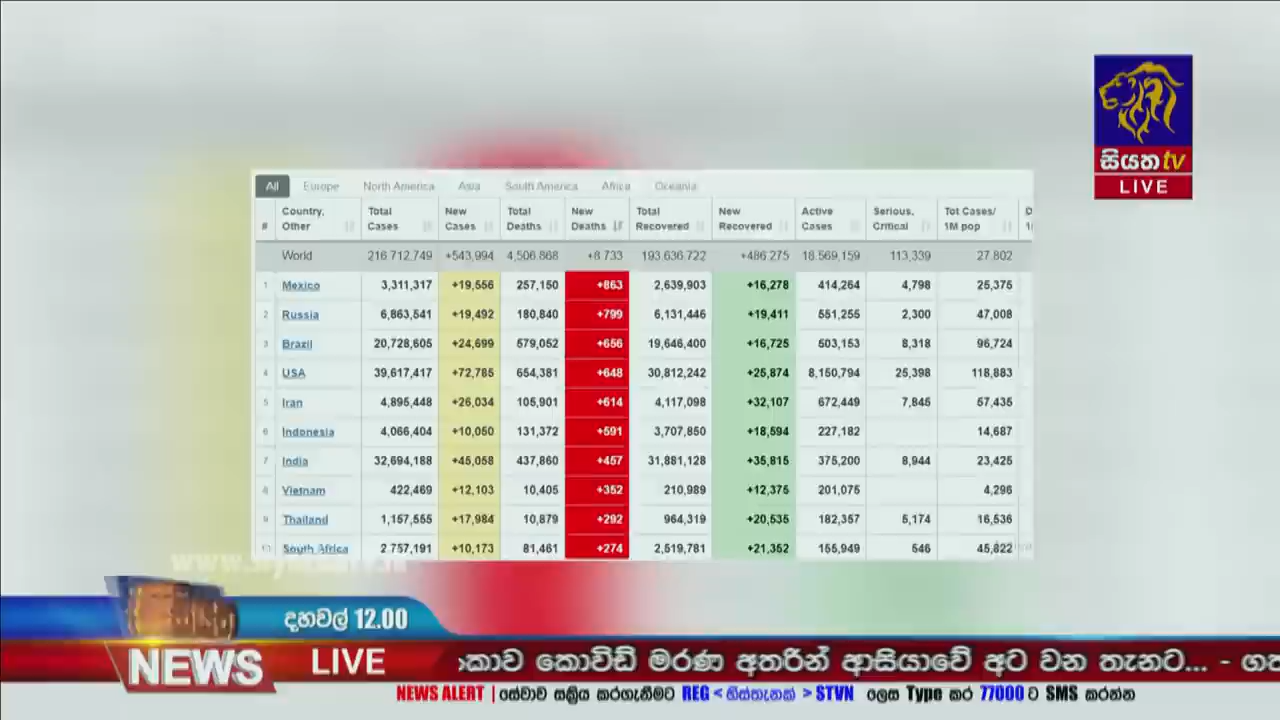 සියත tv
LIVE
All Europe North America Asia South America Africa Oceania
# Country, Other Total Cases New Cases Total Deaths New Deaths Total Recovered New Recovered Active Cases Serious, Critical Tot Cases/ 1M pop
World 216,712,749 +543,994 4,506,868 +8,733 193,636,722 +486,275 18,569,159 113,339 27,802
1 Mexico 3,311,317 +19,556 257,150 +863 2,639,903 +16,278 414,264 4,798 25,375
2 Russia 6,863,541 +19,492 180,840 +799 6,131,446 +19,411 551,255 2,300 47,008
3 Brazil 20,728,605 +24,699 579,052 +656 19,646,400 +16,725 503,153 8,318 96,724
4 USA 39,617,417 +72,785 654,381 +648 30,812,242 +25,874 8,150,794 25,398 118,883
5 Iran 4,895,448 +26,034 105,901 +614 4,117,098 +32,107 672,449 7,845 57,435
6 Indonesia 4,066,404 +10,050 131,372 +591 3,707,850 +18,594 227,182 14,687
7 India 32,694,188 +45,058 437,860 +457 31,881,128 +35,815 375,200 8,944 23,425
8 Vietnam 422,469 +12,103 10,405 +352 210,989 +12,375 201,075 4,296
9 Thailand 1,157,555 +17,984 10,879 +292 964,319 +20,535 182,357 5,174 16,536
10 South Africa 2,757,191 +10,173 81,461 +274 2,519,781 +21,352 155,949 546 45,822
දහවල් 12.00
NEWS LIVE කොවිඩ් මරණ අතරින් ආසියාවේ අට වන තැනට... -
NEWS ALERT | සේවාව සක්‍රිය කරගැනීමට REG < හිස්තැනක් > STVN ලෙස Type කර 77000 ට SMS කරන්න